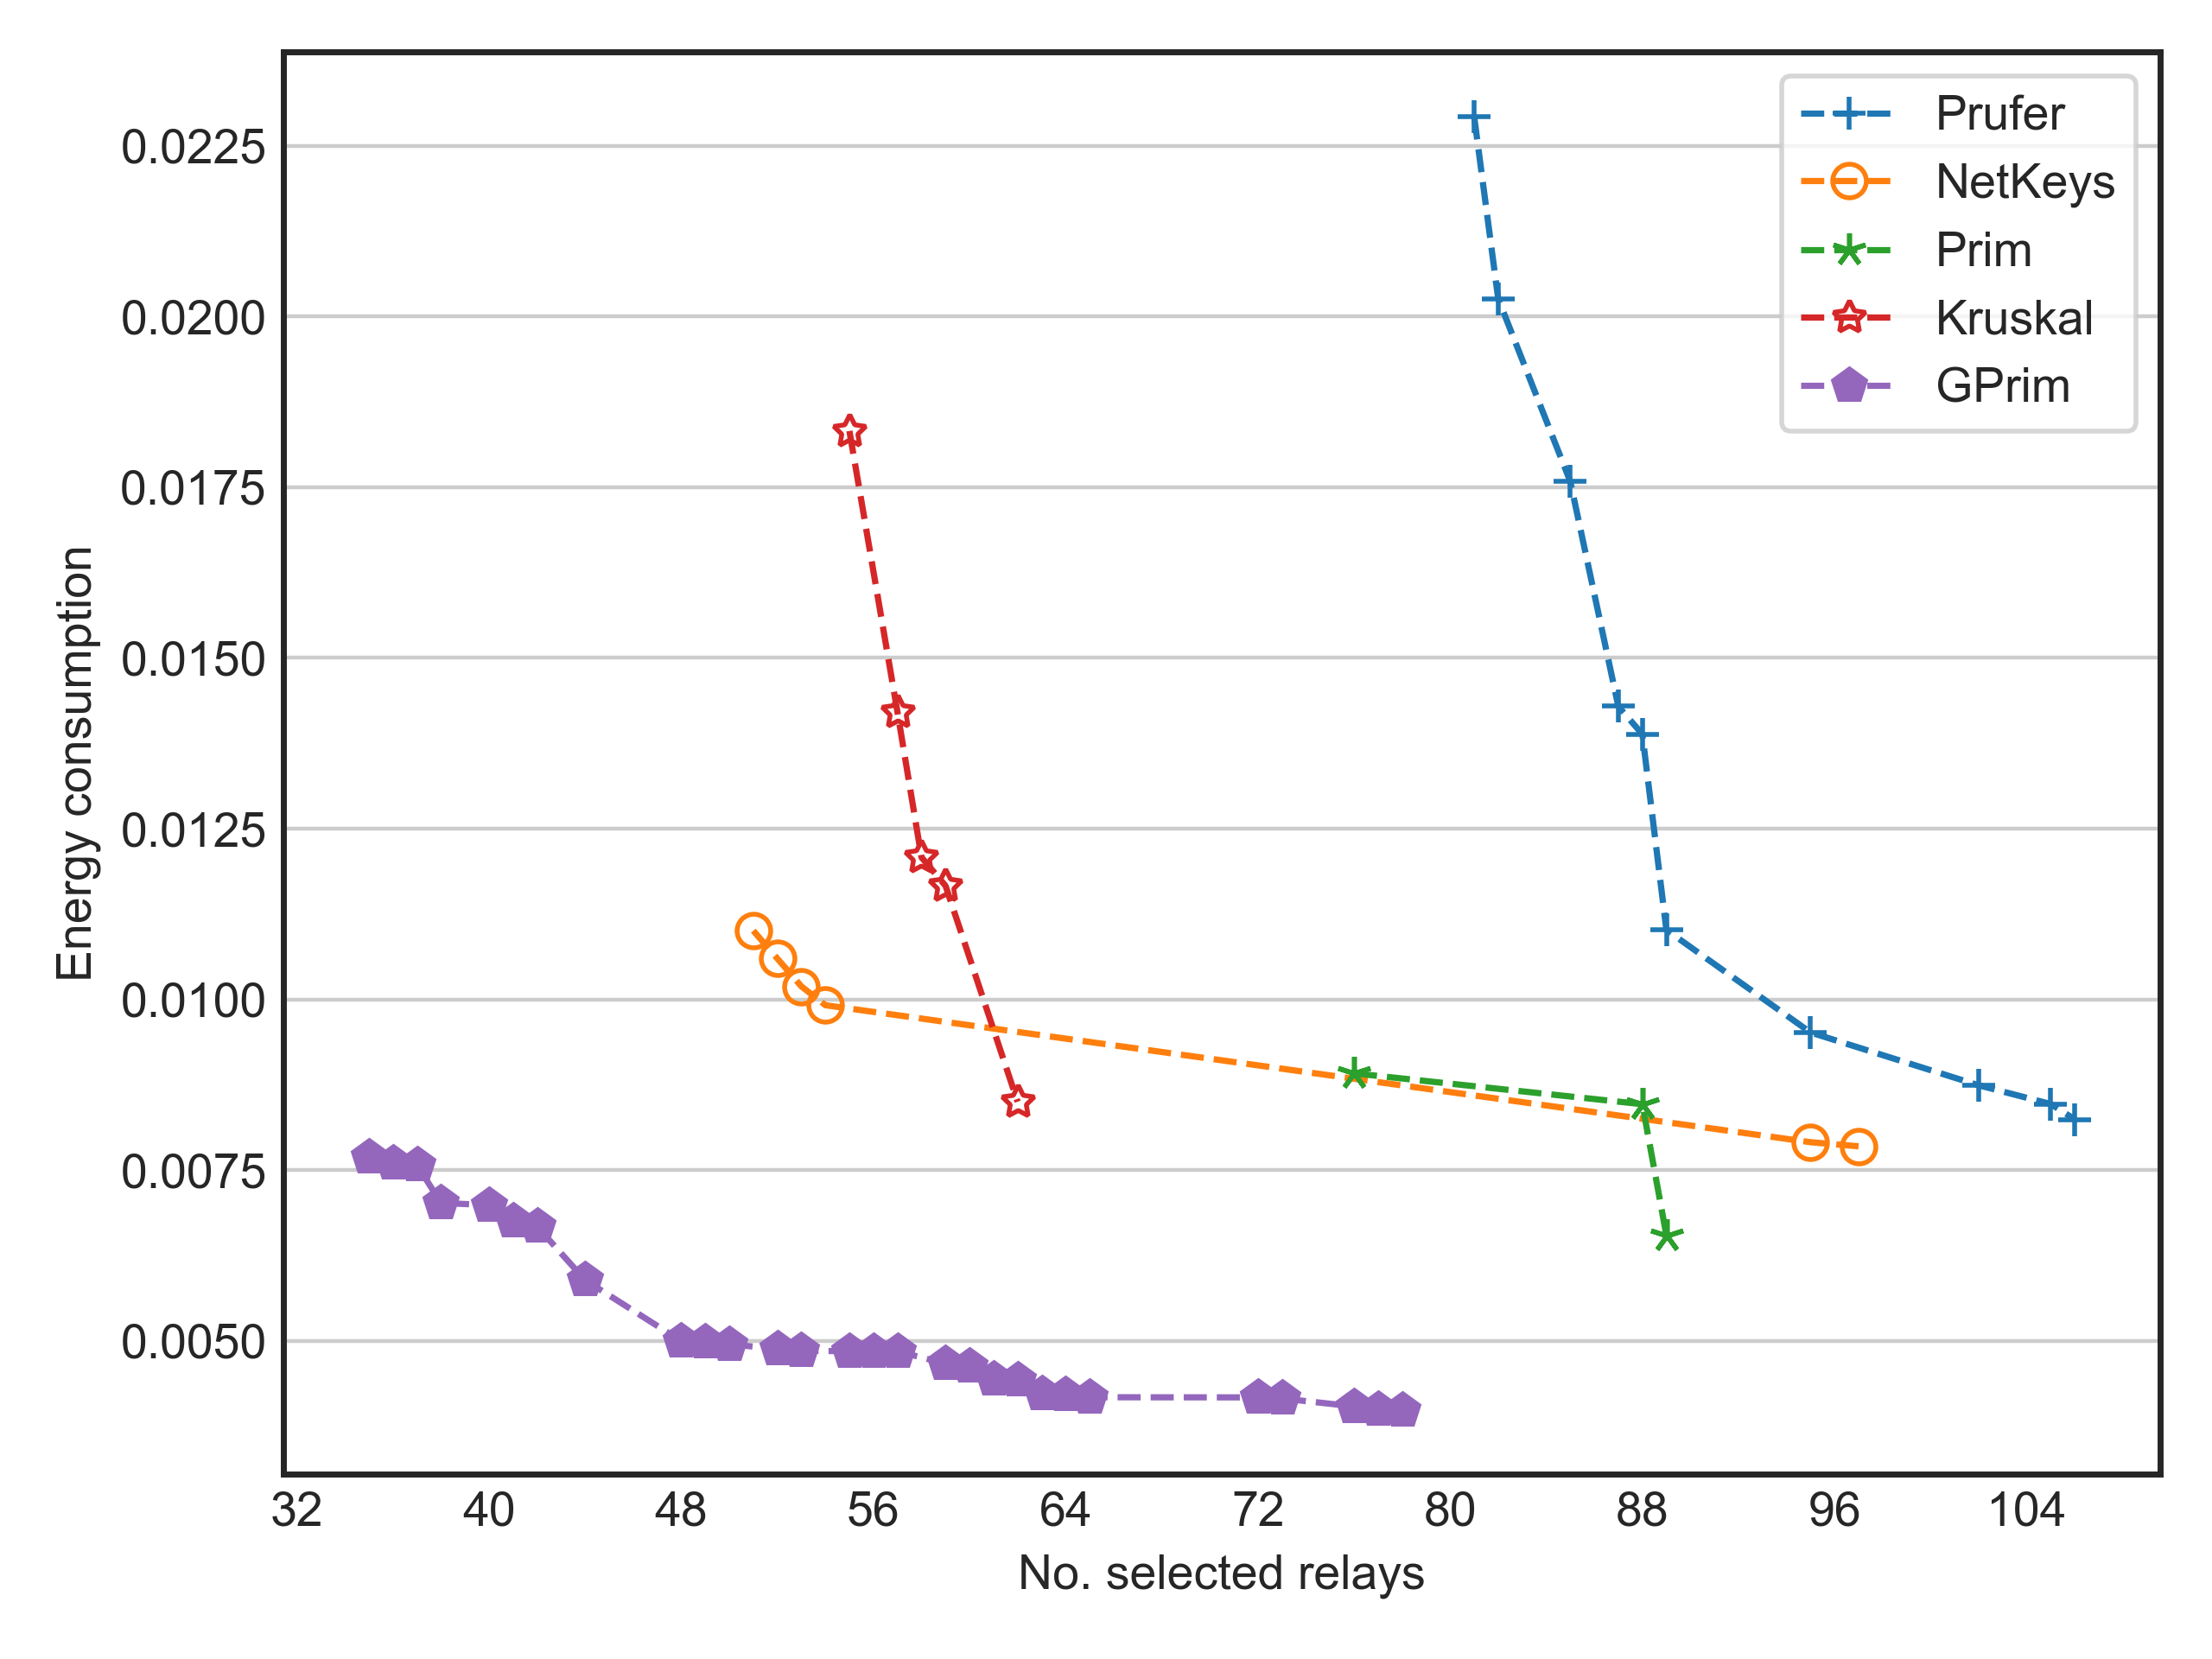 Energy consumption
0.0225
0.0200
0.0175
0.0150
0.0125
0.0100
0.0075
0.0050
Prufer
NetKeys
Prim
Kruskal
GPrim
32 40 48 56 64 72 80 88 96 104
No. selected relays